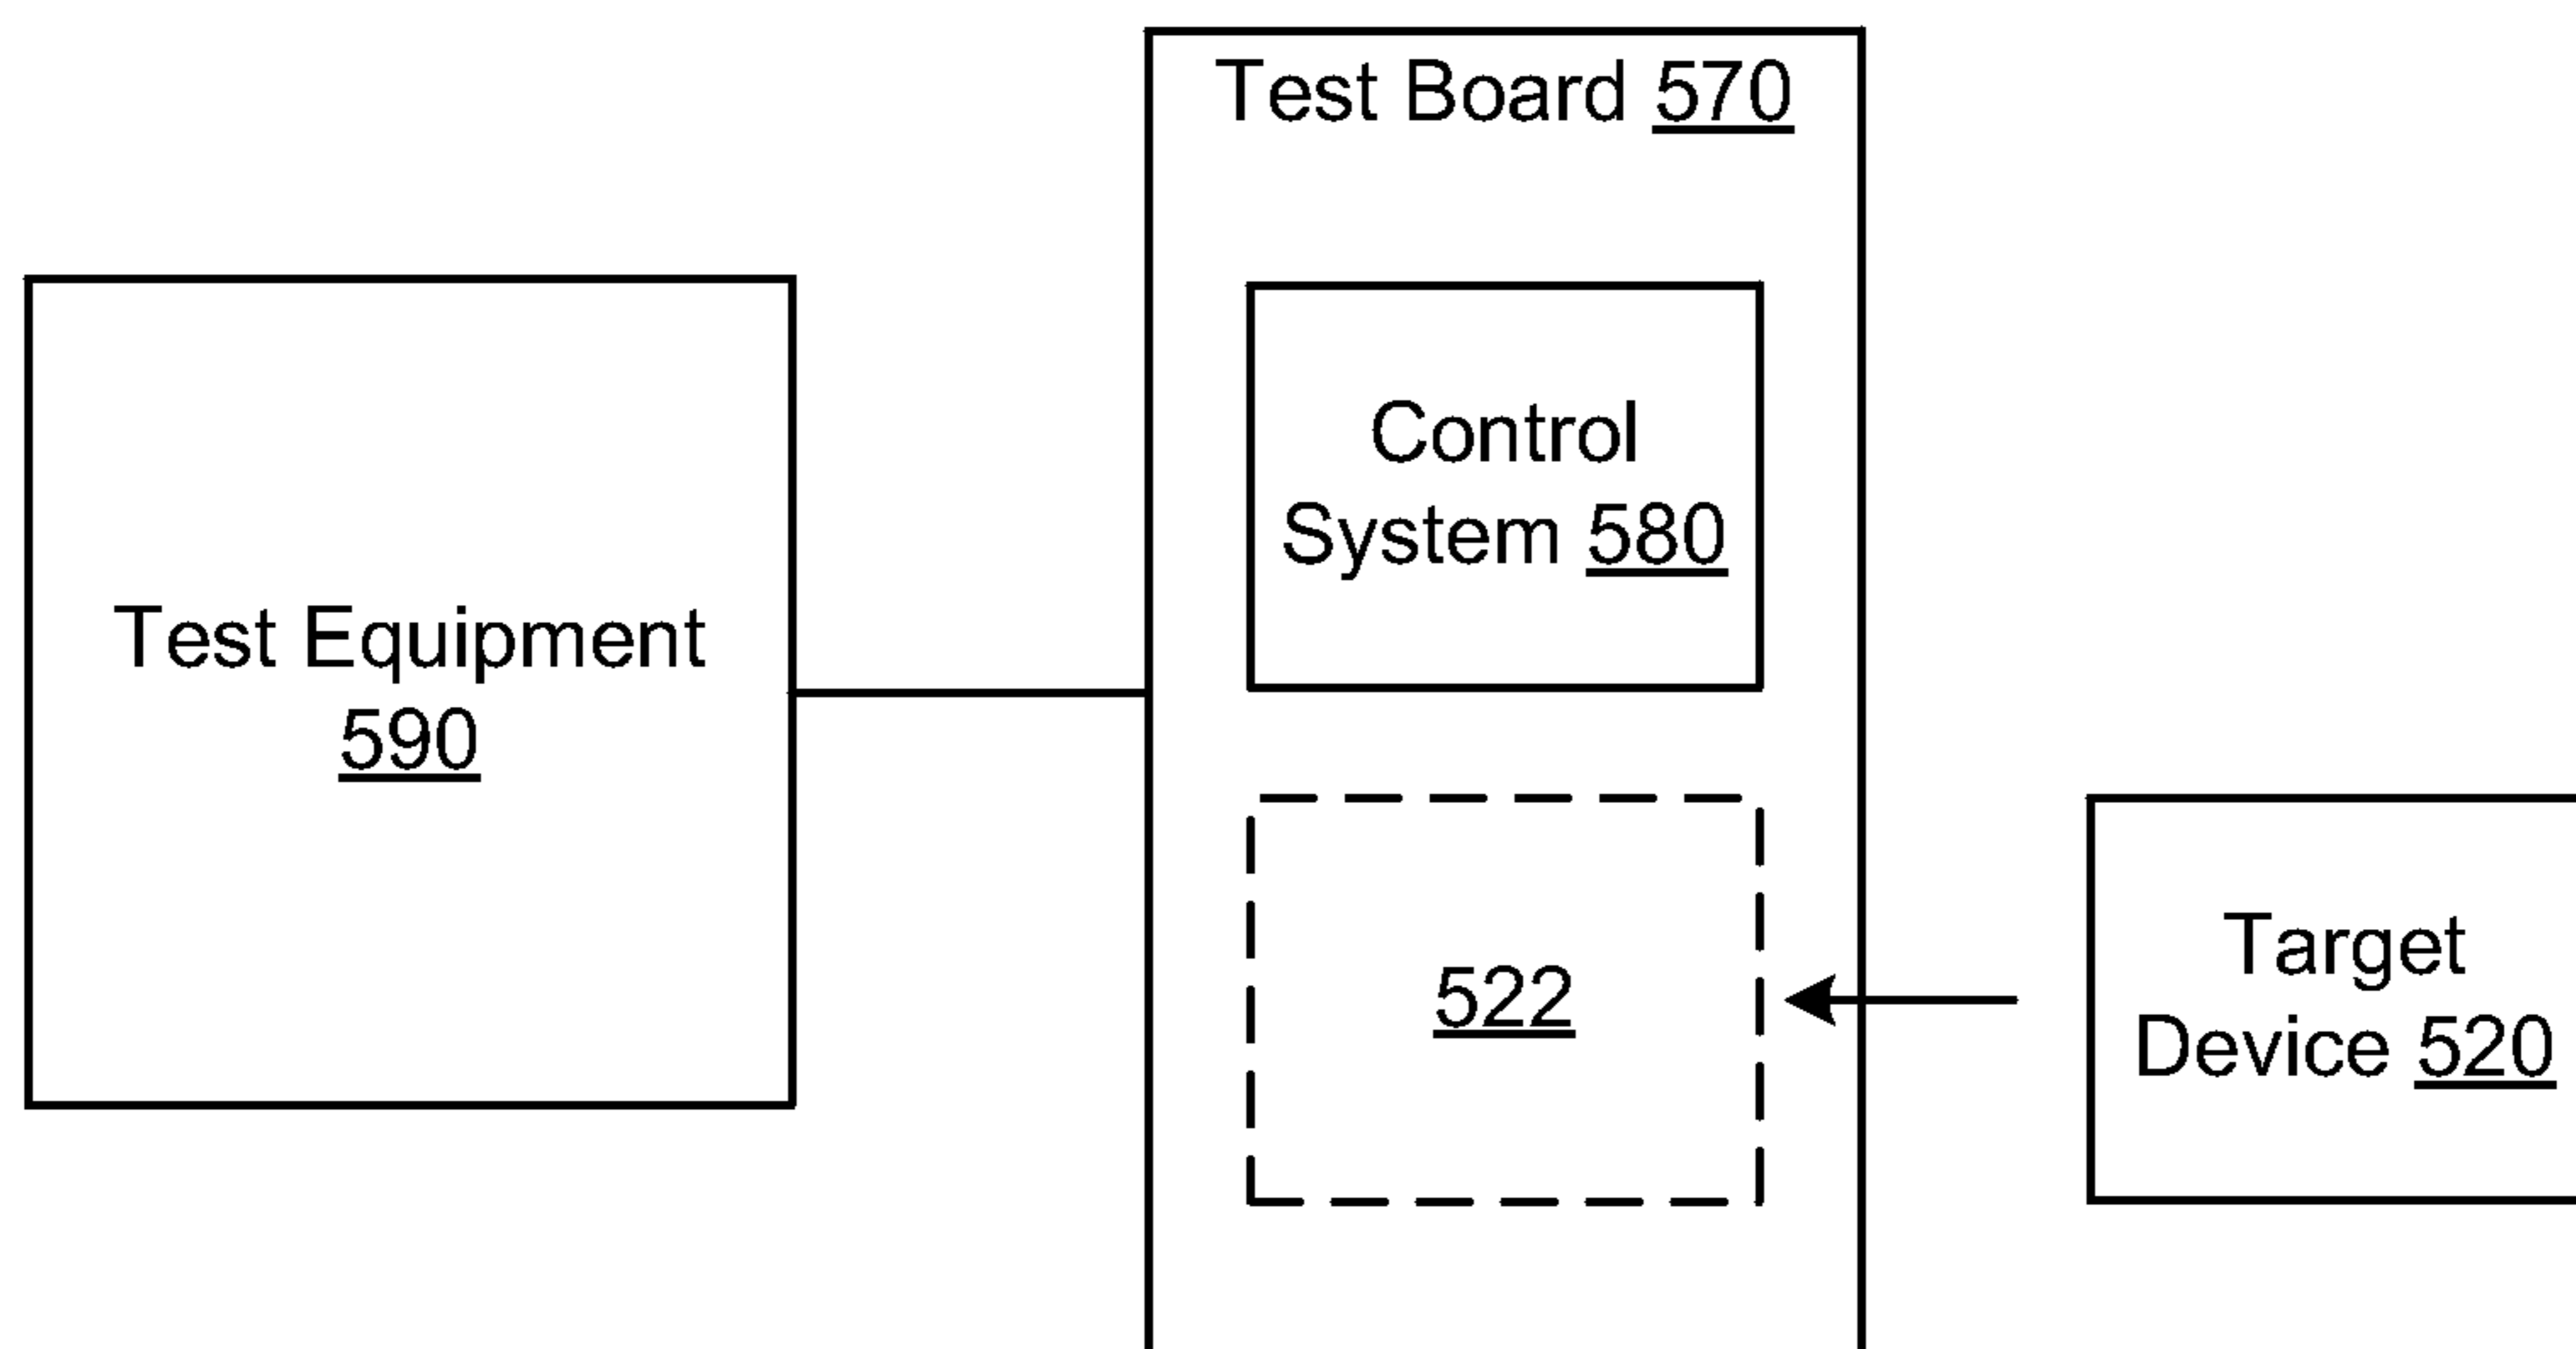 Test Board 570
Control
System 580
Test Equipment
590
522
Target
Device 520